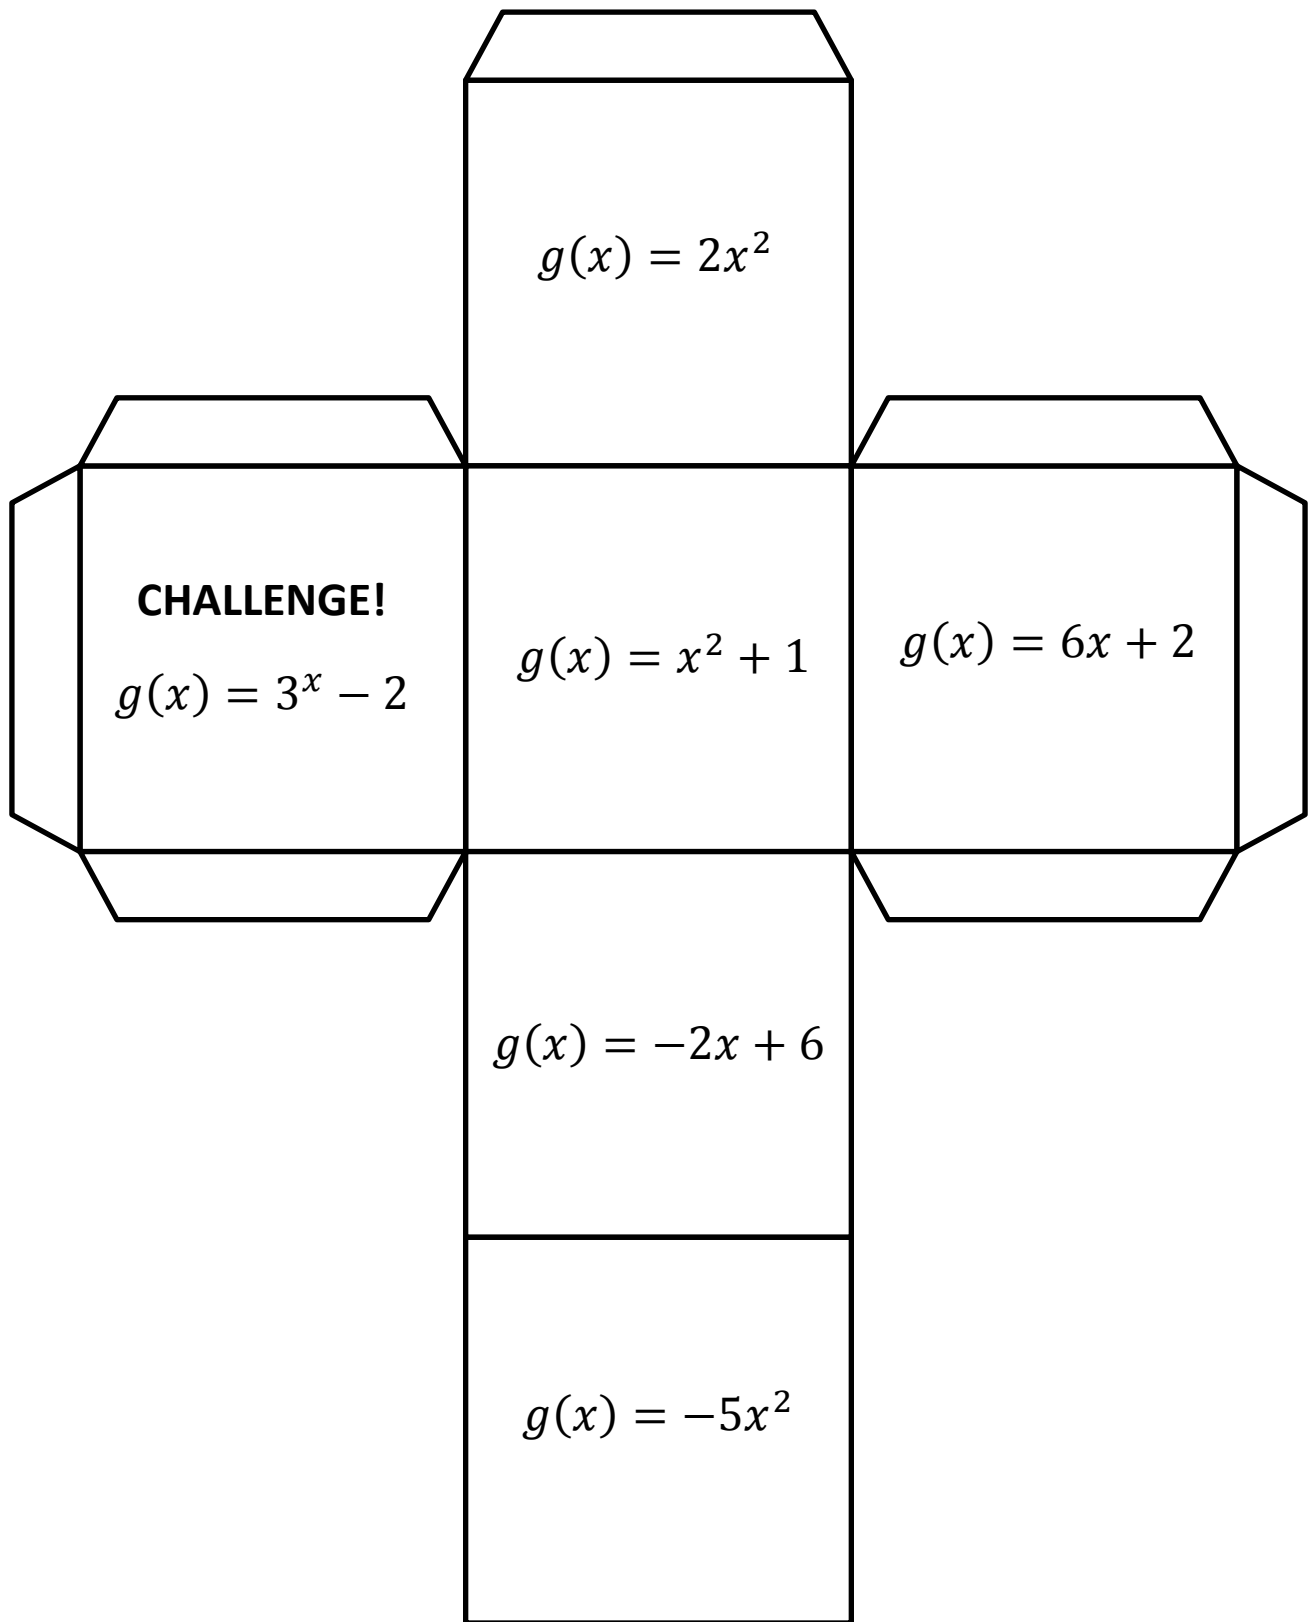 g(x) = 2x²
CHALLENGE!
g(x) = 3ˣ − 2
g(x) = x² + 1
g(x) = 6x + 2
g(x) = −2x + 6
g(x) = −5x²